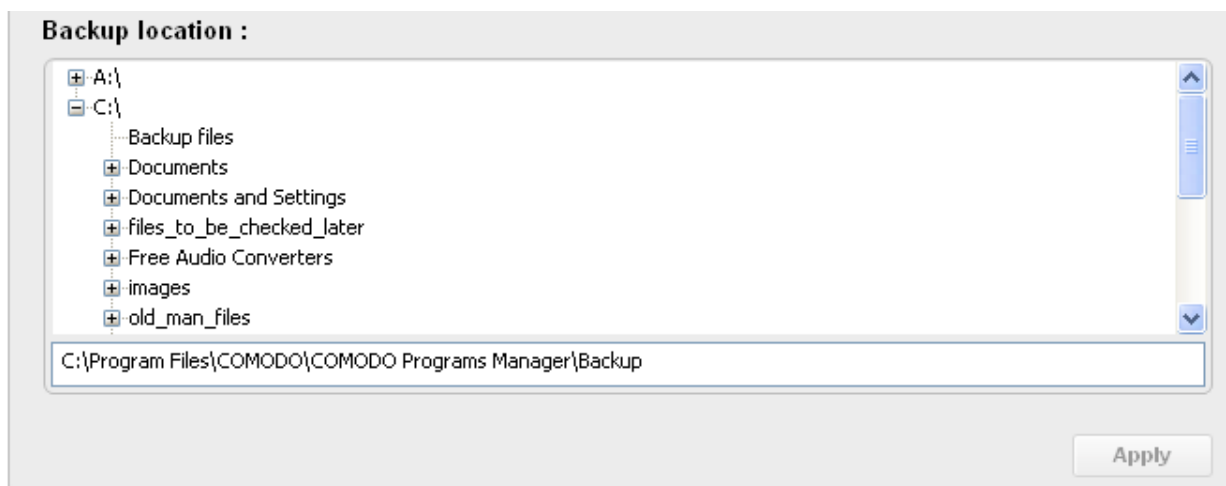 Backup location :
A:\
C:\
Backup files
Documents
Documents and Settings
files_to_be_checked_later
Free Audio Converters
images
old_man_files
C:\Program Files\COMODO\COMODO Programs Manager\Backup
Apply